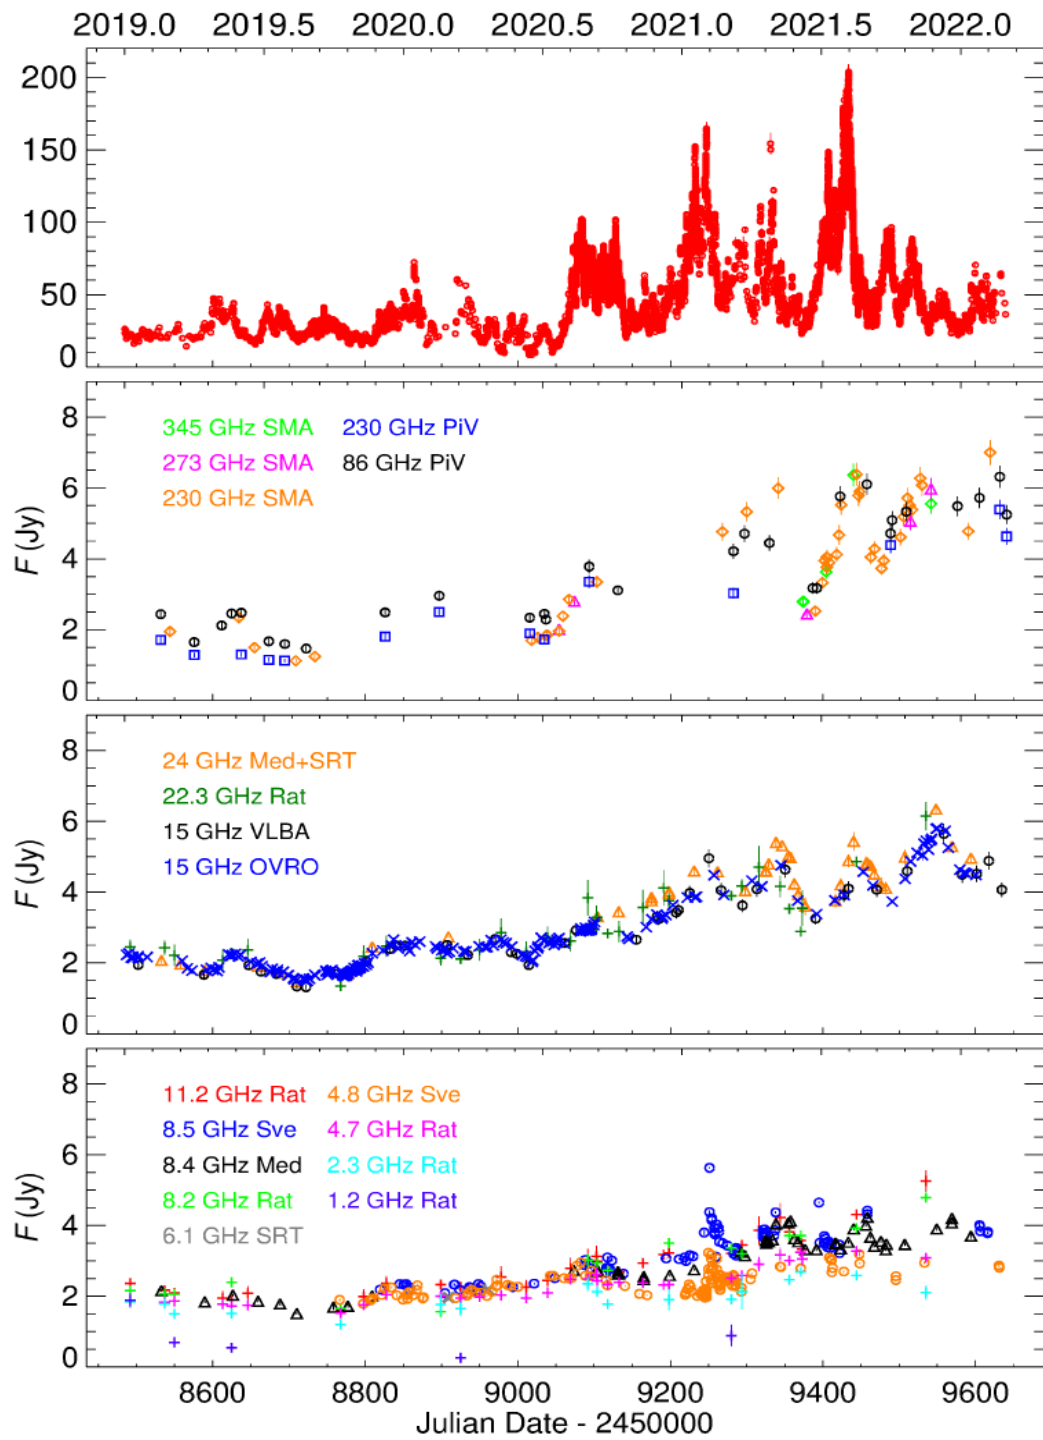 2019.0 2019.5 2020.0 2020.5 2021.0 2021.5 2022.0
200
150
100
50
0
8
6
4
2
0
F (Jy)
345 GHz SMA 230 GHz PiV
273 GHz SMA 86 GHz PiV
230 GHz SMA
8
6
4
2
0
F (Jy)
24 GHz Med+SRT
22.3 GHz Rat
15 GHz VLBA
15 GHz OVRO
8
6
4
2
0
F (Jy)
11.2 GHz Rat 4.8 GHz Sve
8.5 GHz Sve 4.7 GHz Rat
8.4 GHz Med 2.3 GHz Rat
8.2 GHz Rat 1.2 GHz Rat
6.1 GHz SRT
8600 8800 9000 9200 9400 9600
Julian Date - 2450000